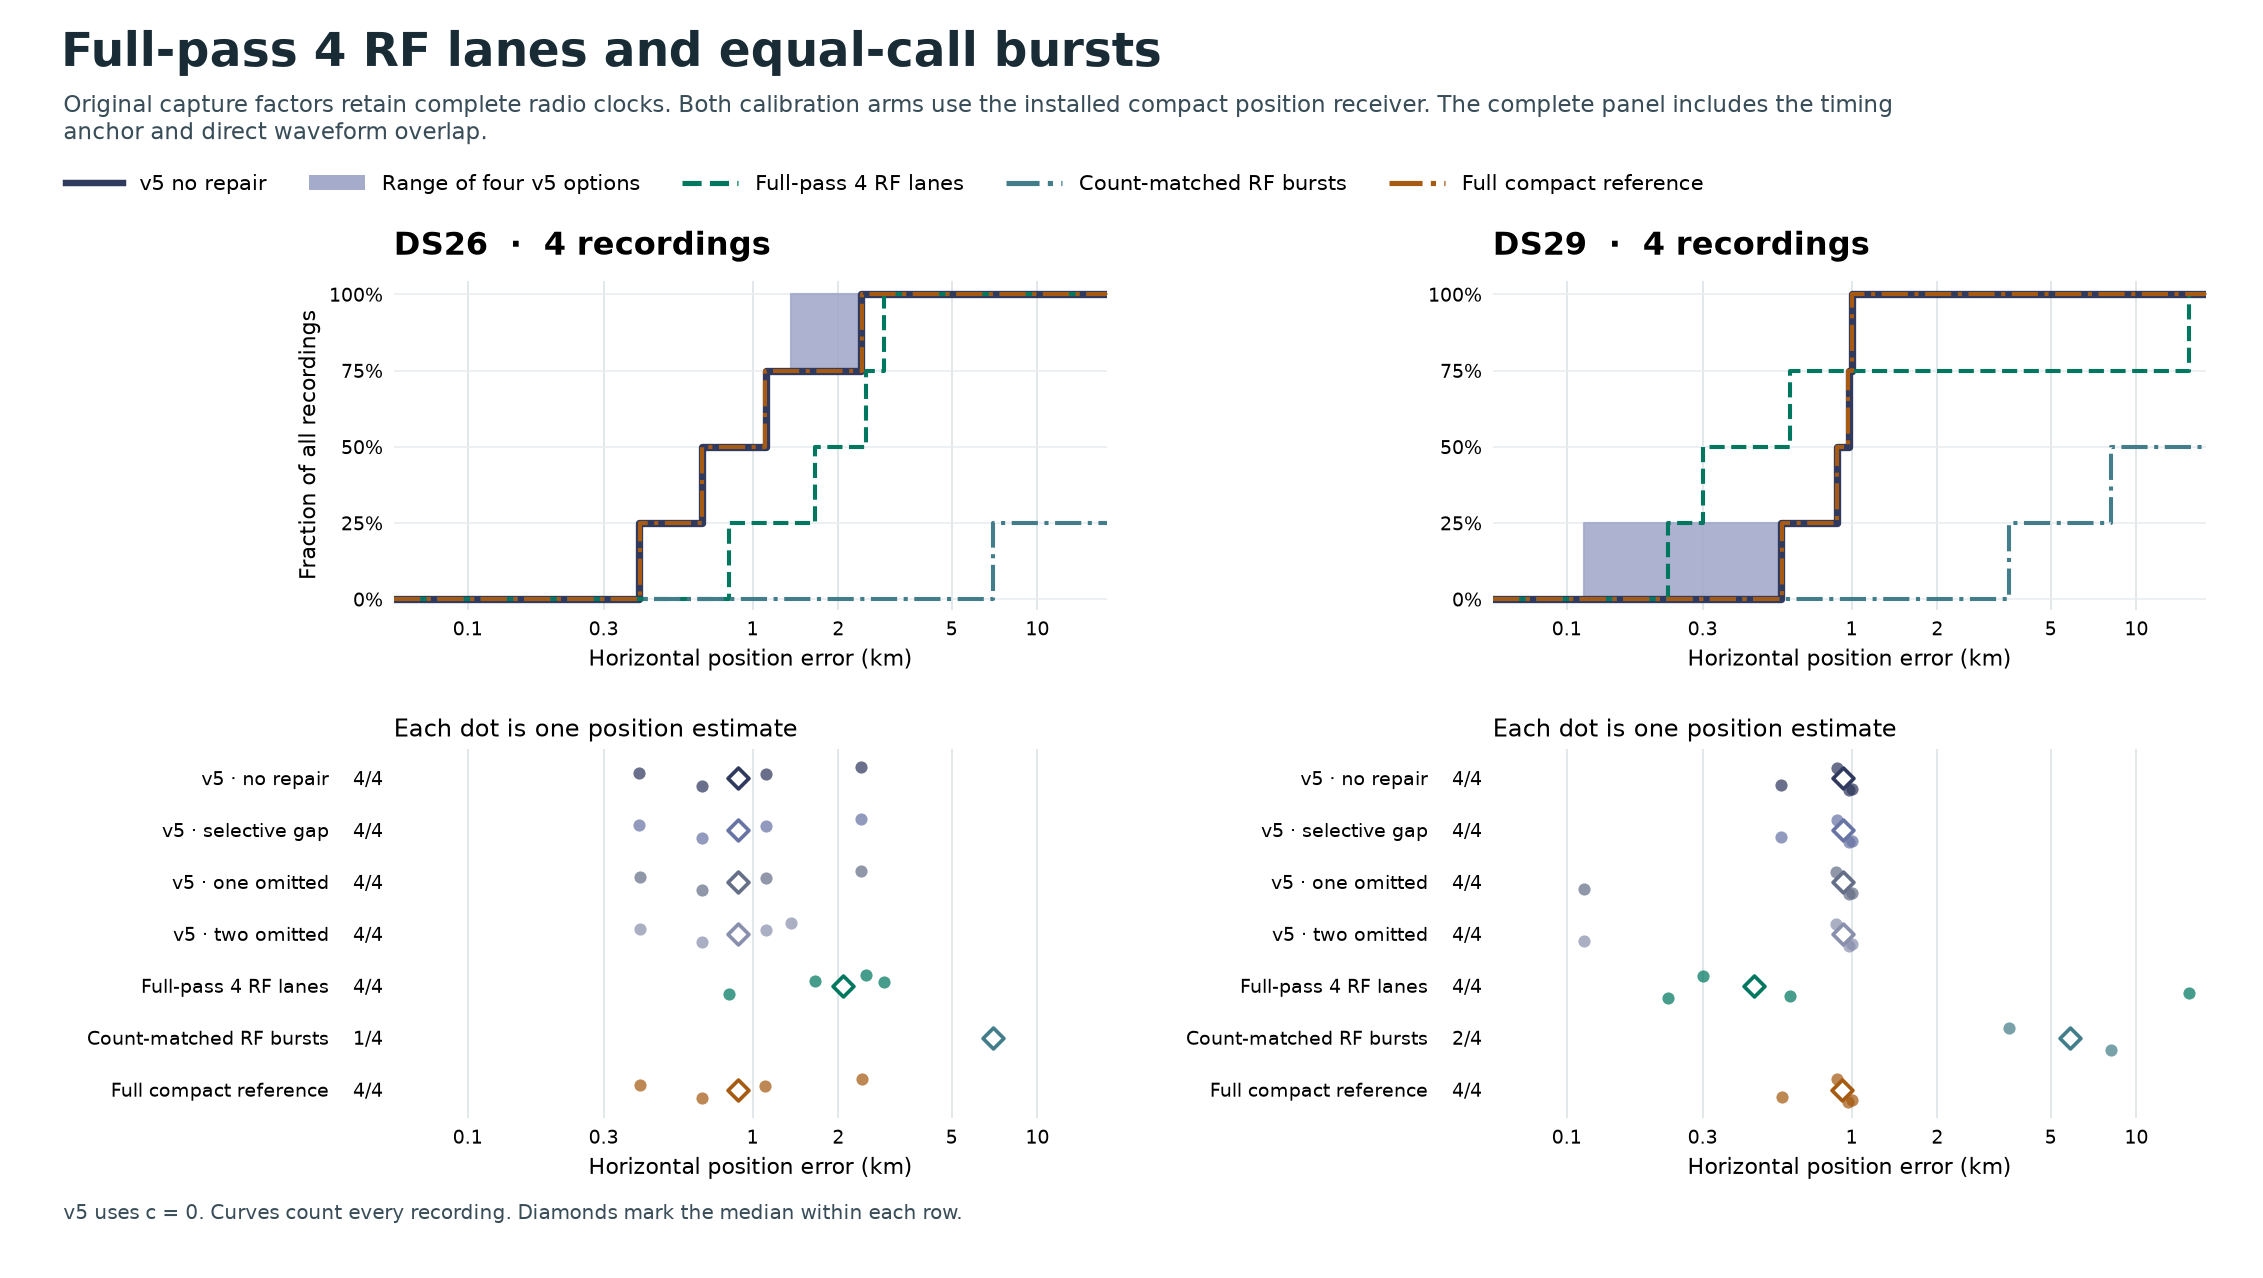 Full-pass 4 RF lanes and equal-call bursts
Original capture factors retain complete radio clocks. Both calibration arms use the installed compact position receiver. The complete panel includes the timing
anchor and direct waveform overlap.
v5 no repair
Range of four v5 options
Full-pass 4 RF lanes
Count-matched RF bursts
Full compact reference
DS26 · 4 recordings
Fraction of all recordings
100%
75%
50%
25%
0%
0.1 0.3 1 2 5 10
Horizontal position error (km)
DS29 · 4 recordings
100%
75%
50%
25%
0%
0.1 0.3 1 2 5 10
Horizontal position error (km)
Each dot is one position estimate
v5 · no repair 4/4
v5 · selective gap 4/4
v5 · one omitted 4/4
v5 · two omitted 4/4
Full-pass 4 RF lanes 4/4
Count-matched RF bursts 1/4
Full compact reference 4/4
0.1 0.3 1 2 5 10
Horizontal position error (km)
Each dot is one position estimate
v5 · no repair 4/4
v5 · selective gap 4/4
v5 · one omitted 4/4
v5 · two omitted 4/4
Full-pass 4 RF lanes 4/4
Count-matched RF bursts 2/4
Full compact reference 4/4
0.1 0.3 1 2 5 10
Horizontal position error (km)
v5 uses c = 0. Curves count every recording. Diamonds mark the median within each row.